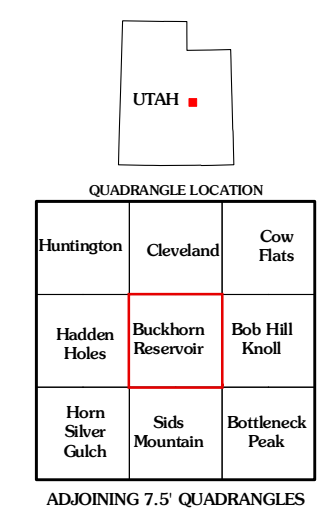 UTAH
QUADRANGLE LOCATION
Huntington
Cleveland
Cow
Flats
Hadden
Holes
Buckhorn
Reservoir
Bob Hill
Knoll
Horn
Silver
Gulch
Sids
Mountain
Bottleneck
Peak
ADJOINING 7.5' QUADRANGLES